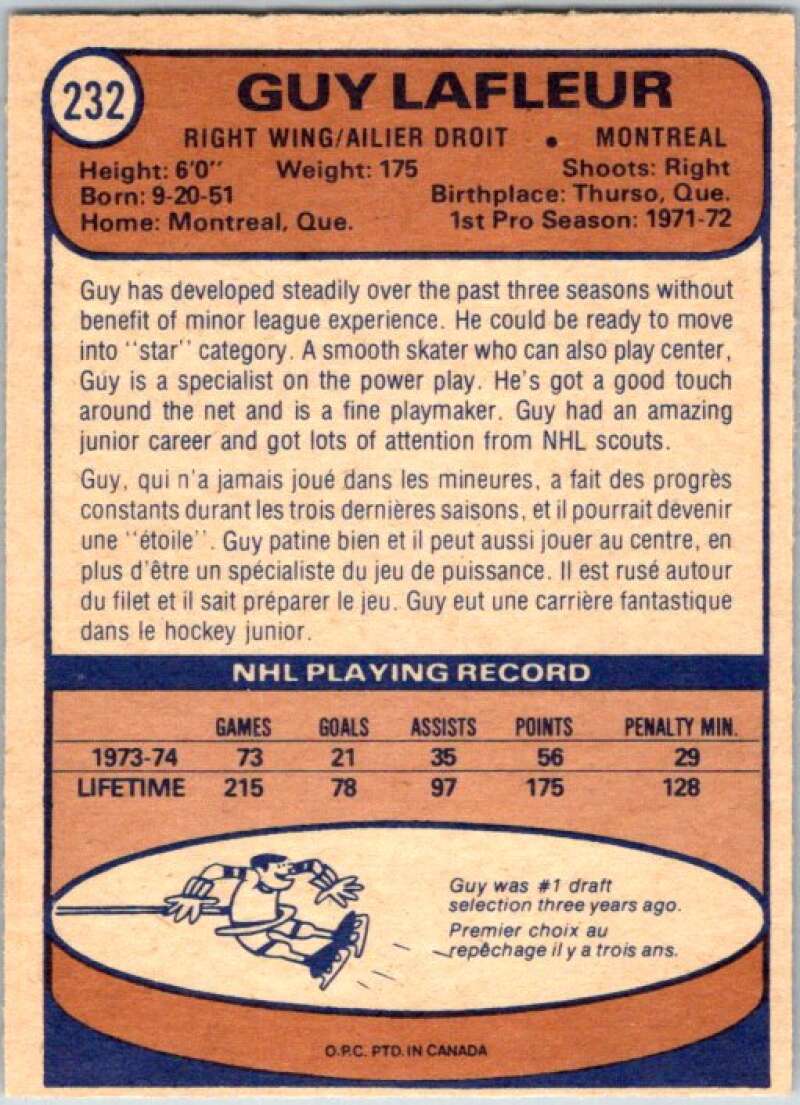 232
GUY LAFLEUR
RIGHT WING/AILIER DROIT • MONTREAL
Height: 6'0'' Weight: 175 Shoots: Right
Born: 9-20-51 Birthplace: Thurso, Que.
Home: Montreal, Que. 1st Pro Season: 1971-72
Guy has developed steadily over the past three seasons without
benefit of minor league experience. He could be ready to move
into ''star'' category. A smooth skater who can also play center,
Guy is a specialist on the power play. He's got a good touch
around the net and is a fine playmaker. Guy had an amazing
junior career and got lots of attention from NHL scouts.
Guy, qui n'a jamais joué dans les mineures, a fait des progrès
constants durant les trois dernières saisons, et il pourrait devenir
une ''étoile''. Guy patine bien et il peut aussi jouer au centre, en
plus d'être un spécialiste du jeu de puissance. Il est rusé autour
du filet et il sait préparer le jeu. Guy eut une carrière fantastique
dans le hockey junior.
NHL PLAYING RECORD
GAMES GOALS ASSISTS POINTS PENALTY MIN.
1973-74 73 21 35 56 29
LIFETIME 215 78 97 175 128
Guy was #1 draft
selection three years ago.
Premier choix au
repêchage il y a trois ans.
O.P.C. PTD. IN CANADA